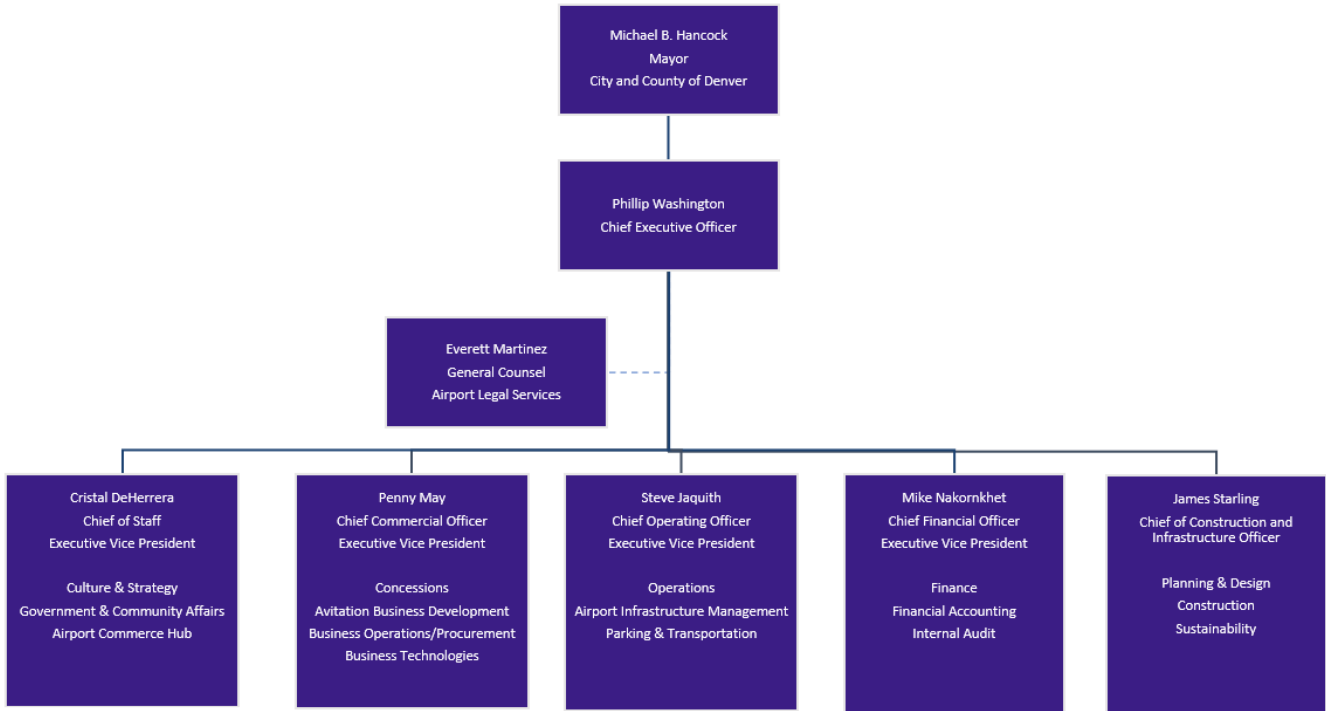 Michael B. Hancock
Mayor
City and County of Denver
Phillip Washington
Chief Executive Officer
Everett Martinez
General Counsel
Airport Legal Services
Cristal DeHerrera
Chief of Staff
Executive Vice President
Culture & Strategy
Government & Community Affairs
Airport Commerce Hub
Penny May
Chief Commercial Officer
Executive Vice President
Concessions
Avitation Business Development
Business Operations/Procurement
Business Technologies
Steve Jaquith
Chief Operating Officer
Executive Vice President
Operations
Airport Infrastructure Management
Parking & Transportation
Mike Nakornkhet
Chief Financial Officer
Executive Vice President
Finance
Financial Accounting
Internal Audit
James Starling
Chief of Construction and
Infrastructure Officer
Planning & Design
Construction
Sustainability